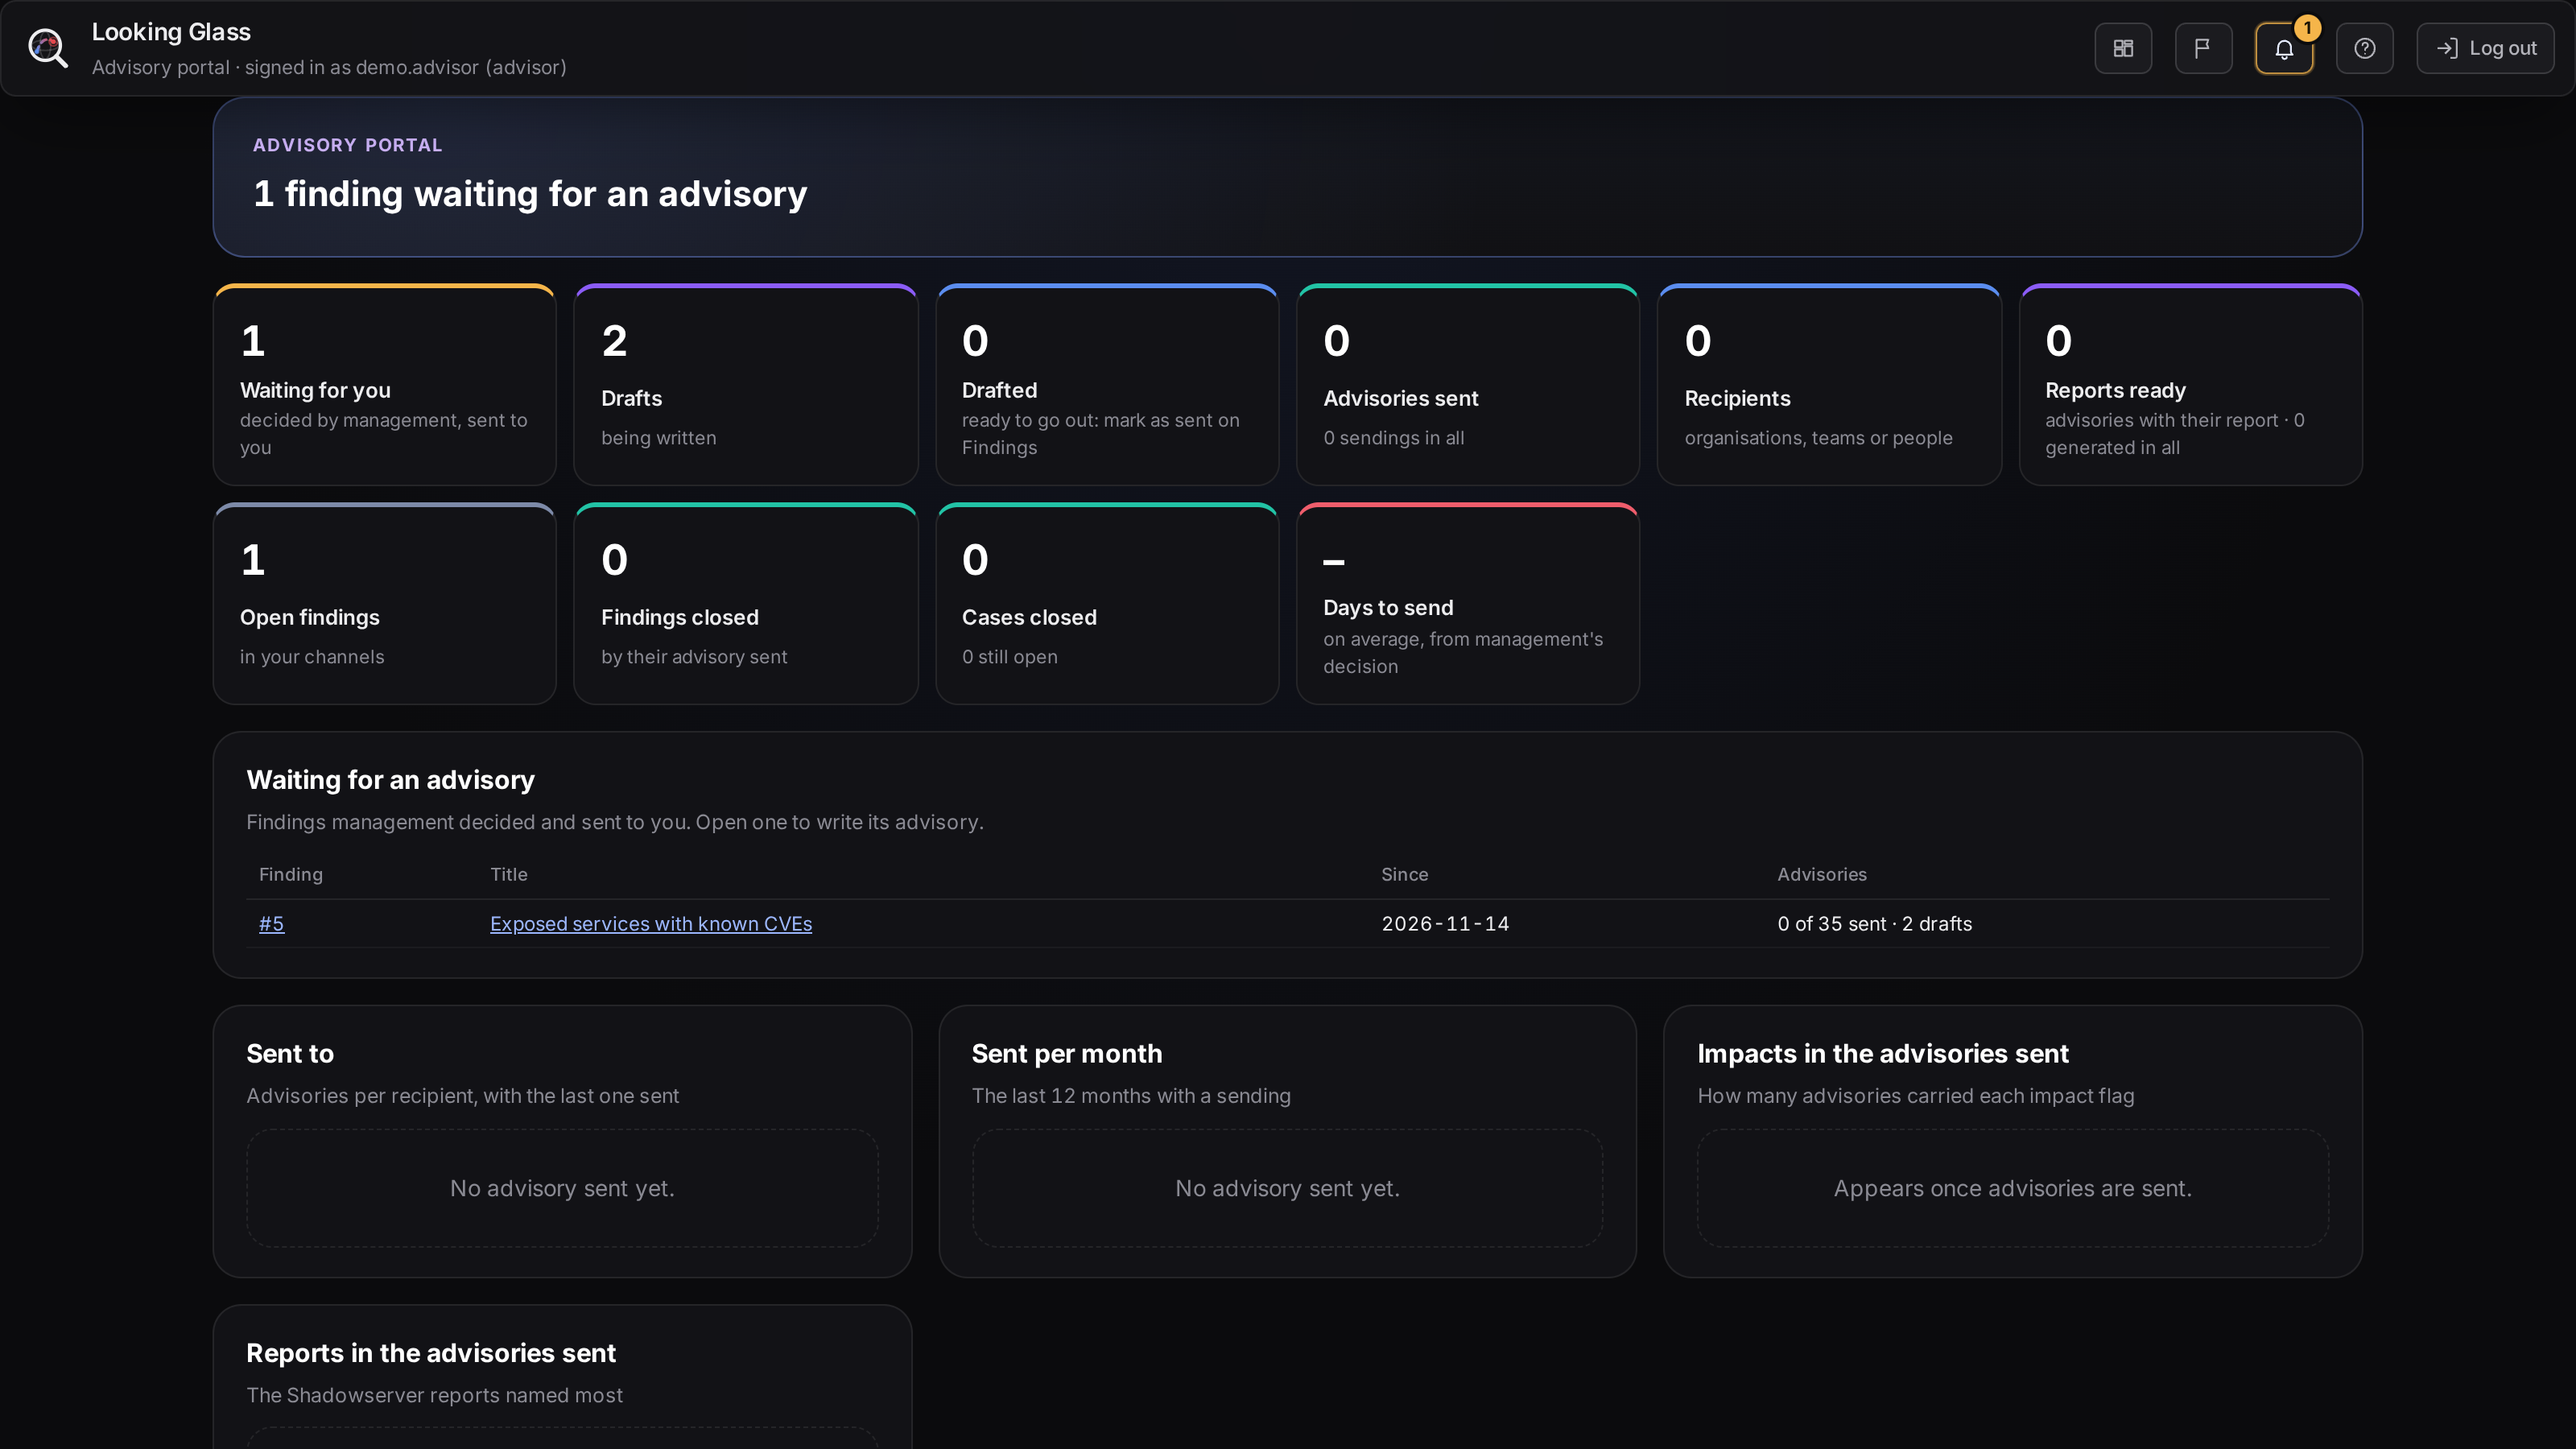 Looking Glass
Advisory portal · signed in as demo.advisor (advisor)
1
Log out
ADVISORY PORTAL
1 finding waiting for an advisory
1
Waiting for you
decided by management, sent to
you
2
Drafts
being written
0
Drafted
ready to go out: mark as sent on
Findings
0
Advisories sent
0 sendings in all
0
Recipients
organisations, teams or people
0
Reports ready
advisories with their report · 0
generated in all
1
Open findings
in your channels
0
Findings closed
by their advisory sent
0
Cases closed
0 still open
–
Days to send
on average, from management's
decision
Waiting for an advisory
Findings management decided and sent to you. Open one to write its advisory.
Finding Title Since Advisories
#5 Exposed services with known CVEs 2026-11-14 0 of 35 sent · 2 drafts
Sent to
Advisories per recipient, with the last one sent
No advisory sent yet.
Sent per month
The last 12 months with a sending
No advisory sent yet.
Impacts in the advisories sent
How many advisories carried each impact flag
Appears once advisories are sent.
Reports in the advisories sent
The Shadowserver reports named most